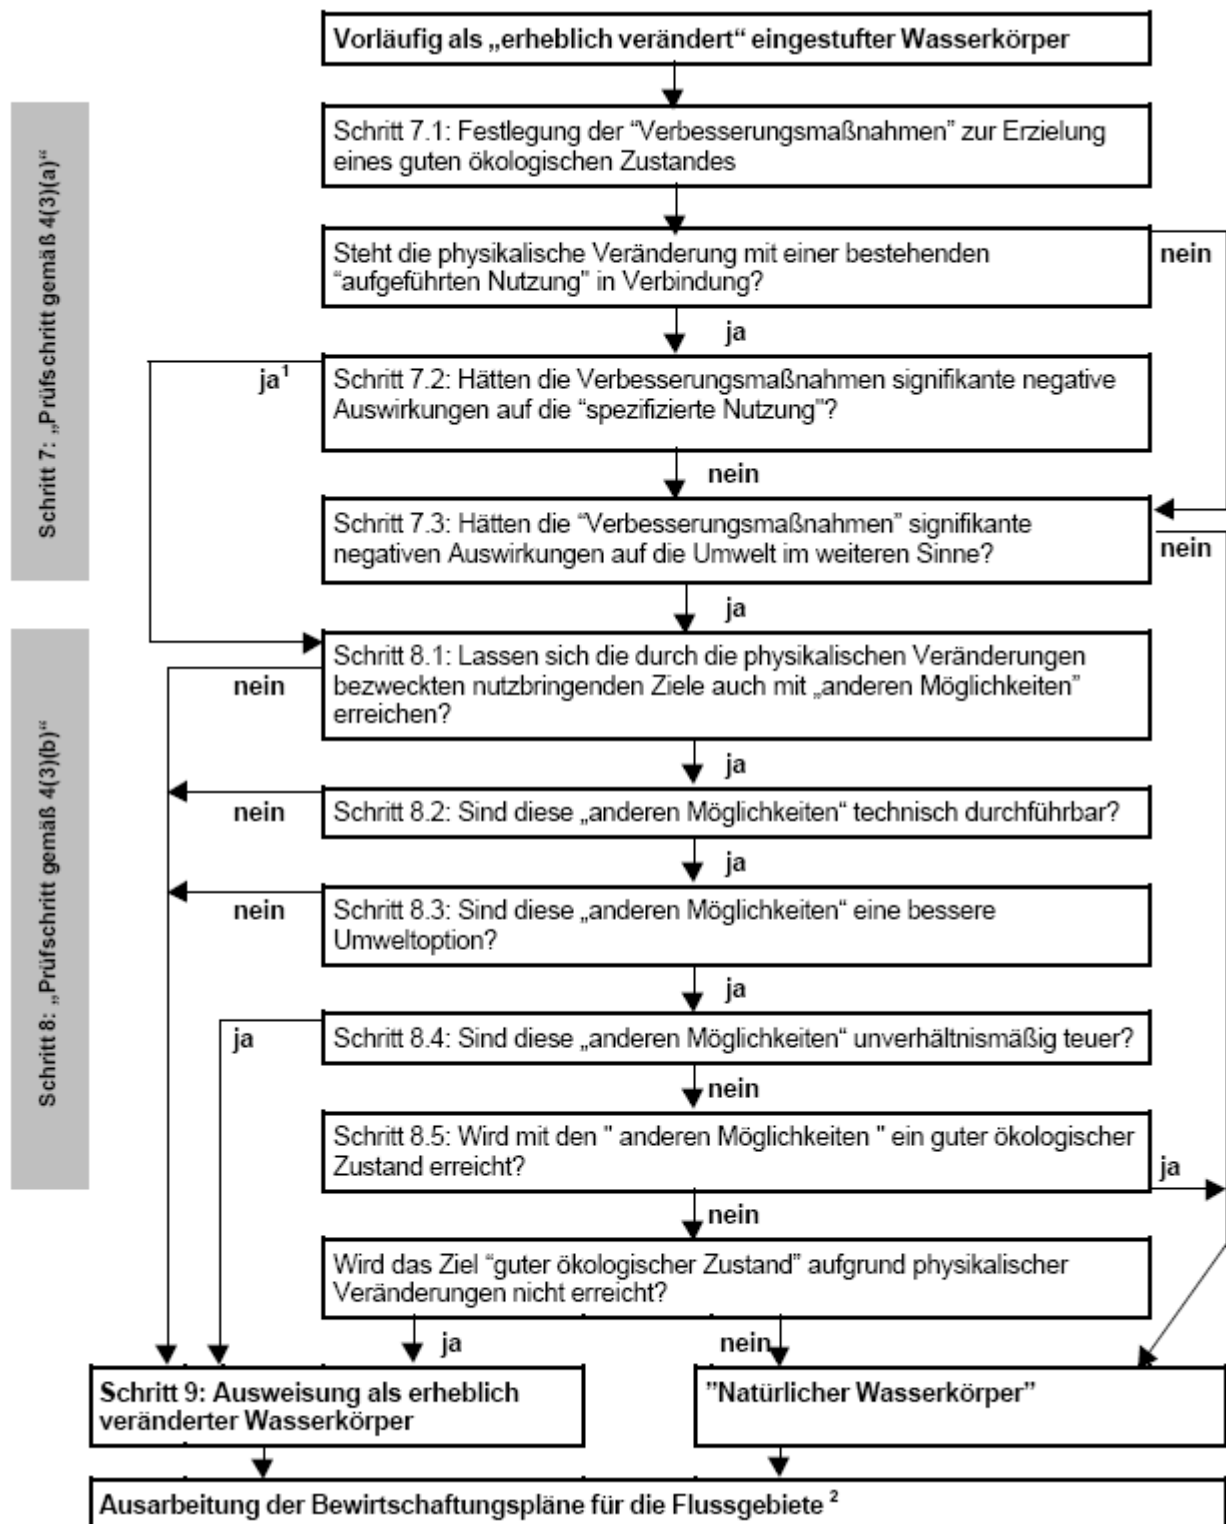 Vorläufig als „erheblich verändert“ eingestufter Wasserkörper
Schritt 7: „Prüfschritt gemäß 4(3)(a)“
Schritt 7.1: Festlegung der “Verbesserungsmaßnahmen” zur Erzielung
eines guten ökologischen Zustandes
Steht die physikalische Veränderung mit einer bestehenden
“aufgeführten Nutzung” in Verbindung?
nein
ja
ja¹
Schritt 7.2: Hätten die Verbesserungsmaßnahmen signifikante negative
Auswirkungen auf die “spezifizierte Nutzung”?
nein
Schritt 7.3: Hätten die “Verbesserungsmaßnahmen” signifikante
negativen Auswirkungen auf die Umwelt im weiteren Sinne?
nein
ja
Schritt 8: „Prüfschritt gemäß 4(3)(b)“
Schritt 8.1: Lassen sich die durch die physikalischen Veränderungen
bezweckten nutzbringenden Ziele auch mit „anderen Möglichkeiten”
erreichen?
nein
ja
Schritt 8.2: Sind diese „anderen Möglichkeiten“ technisch durchführbar?
nein
ja
Schritt 8.3: Sind diese „anderen Möglichkeiten“ eine bessere
Umweltoption?
nein
ja
Schritt 8.4: Sind diese „anderen Möglichkeiten“ unverhältnismäßig teuer?
ja
nein
Schritt 8.5: Wird mit den " anderen Möglichkeiten " ein guter ökologischer
Zustand erreicht?
ja
nein
Wird das Ziel “guter ökologischer Zustand” aufgrund physikalischer
Veränderungen nicht erreicht?
ja
nein
Schritt 9: Ausweisung als erheblich
veränderter Wasserkörper
”Natürlicher Wasserkörper”
Ausarbeitung der Bewirtschaftungspläne für die Flussgebiete ²